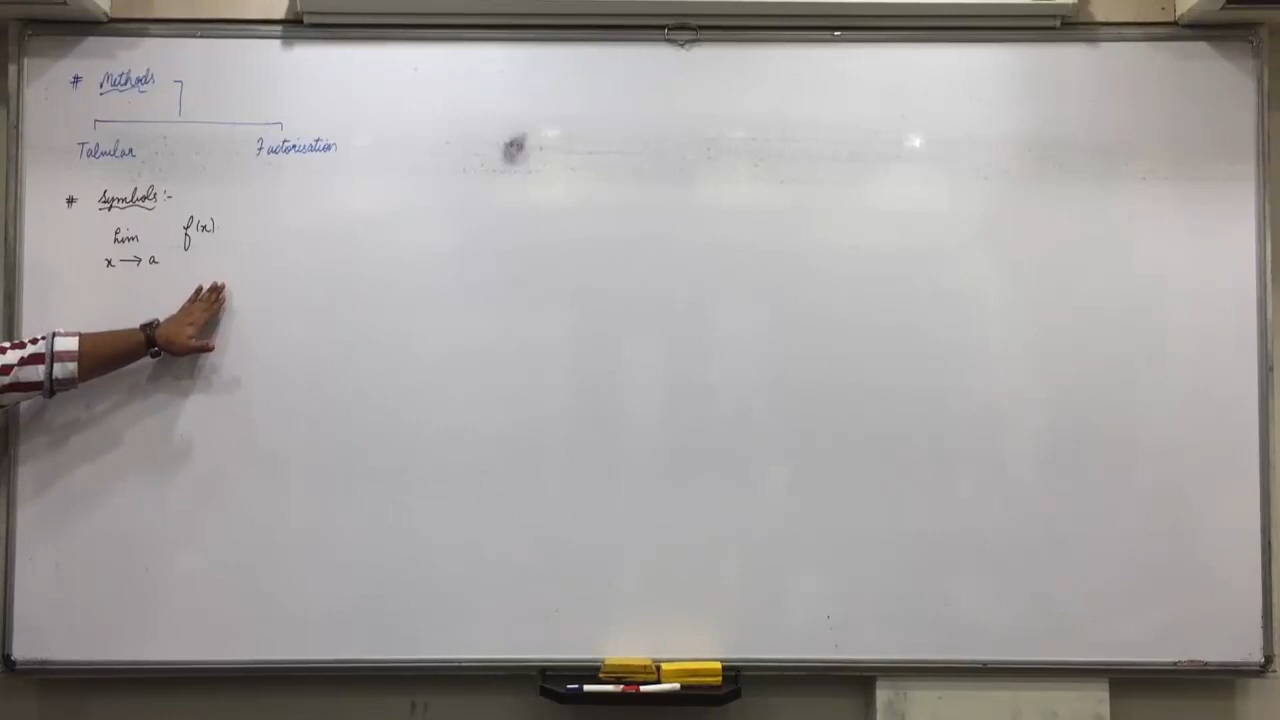 # Methods
Tabular Factorisation
# Symbols :-
lim f(x)
x → a